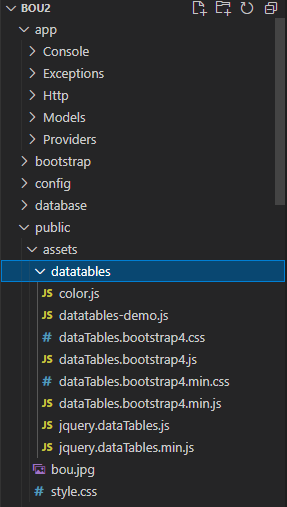 BOU2
app
Console
Exceptions
Http
Models
Providers
bootstrap
config
database
public
assets
datatables
JS color.js
JS datatables-demo.js
# dataTables.bootstrap4.css
JS dataTables.bootstrap4.js
# dataTables.bootstrap4.min.css
JS dataTables.bootstrap4.min.js
JS jquery.dataTables.js
JS jquery.dataTables.min.js
bou.jpg
# style.css